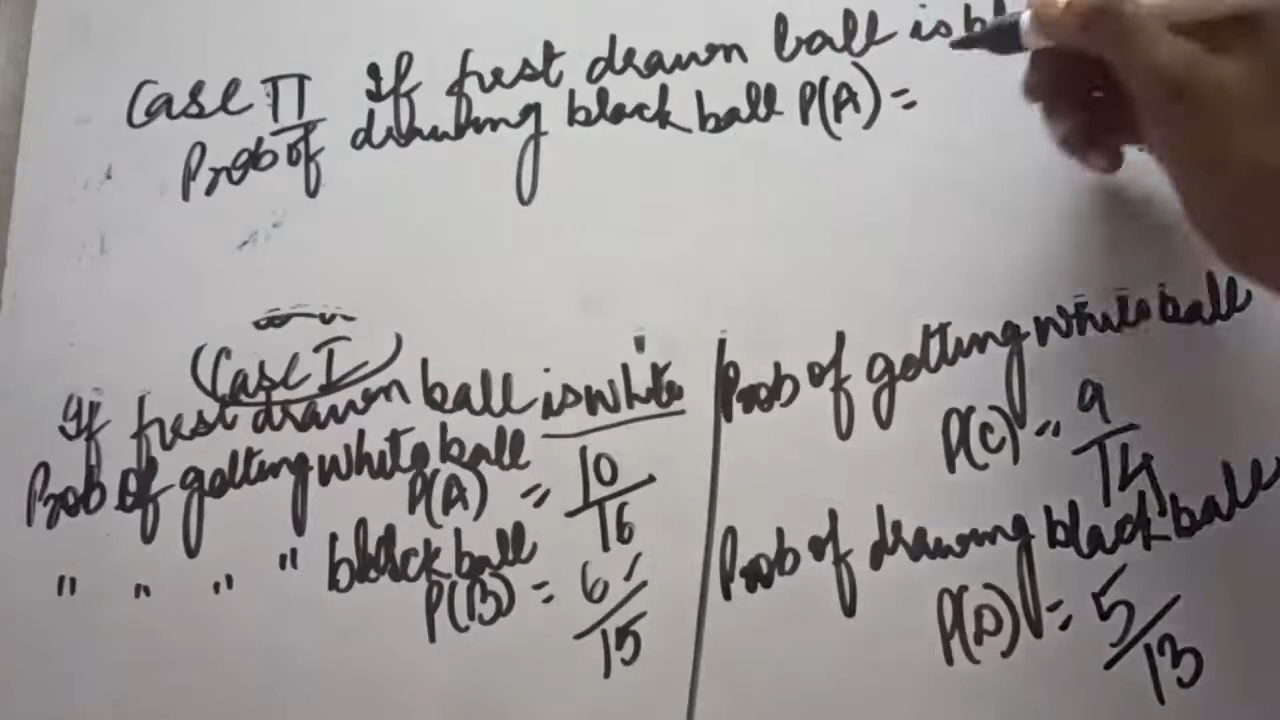 Case II If first drawn ball is bl
Prob of drawing black ball P(A) =
(Case I)
If first drawn ball is white
Prob of getting white ball
P(A) = 10/16
" " " " black ball
P(B) = 6/15
Prob of getting white ball
P(C) = 9/14
Prob of drawing black ball
P(D) = 5/13